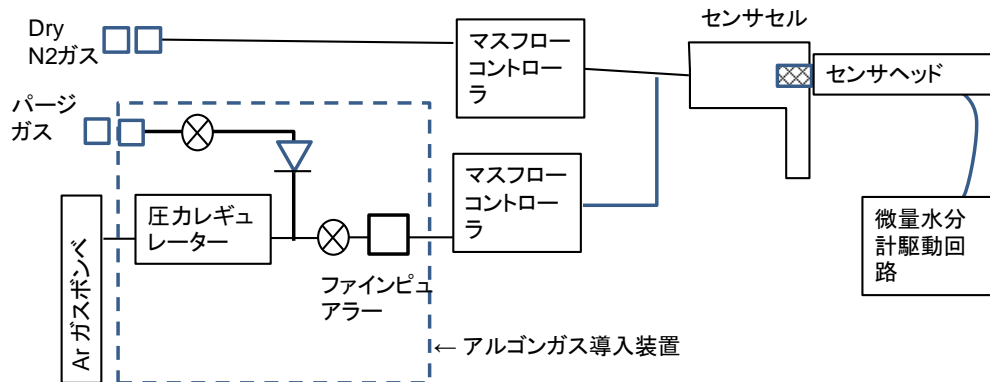 Dry
N2ガス
マスフロー
コントロー
ラ
センサセル
センサヘッド
パージ
ガス
マスフロー
コントロー
ラ
圧力レギュ
レーター
微量水分
計駆動回
路
ファインピュ
アラー
Ar ガスボンベ
← アルゴンガス導入装置